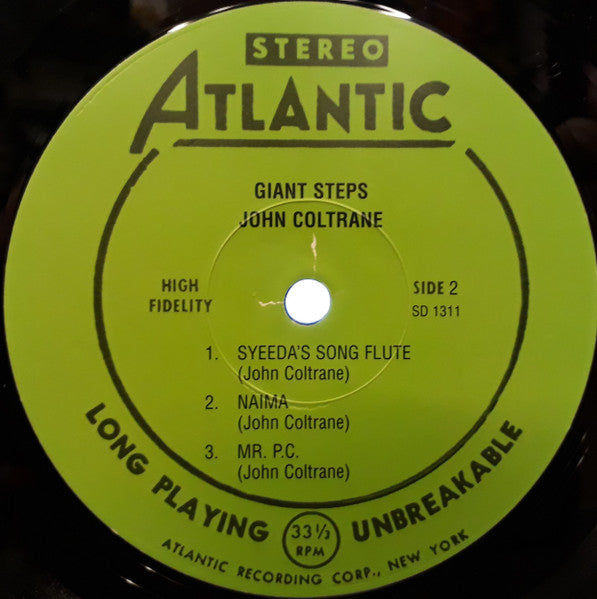 STEREO
ATLANTIC
GIANT STEPS
JOHN COLTRANE
HIGH
FIDELITY
SIDE 2
SD 1311
1. SYEEDA'S SONG FLUTE
(John Coltrane)
2. NAIMA
(John Coltrane)
3. MR. P.C.
(John Coltrane)
LONG PLAYING
33⅓
RPM
UNBREAKABLE
ATLANTIC RECORDING CORP., NEW YORK